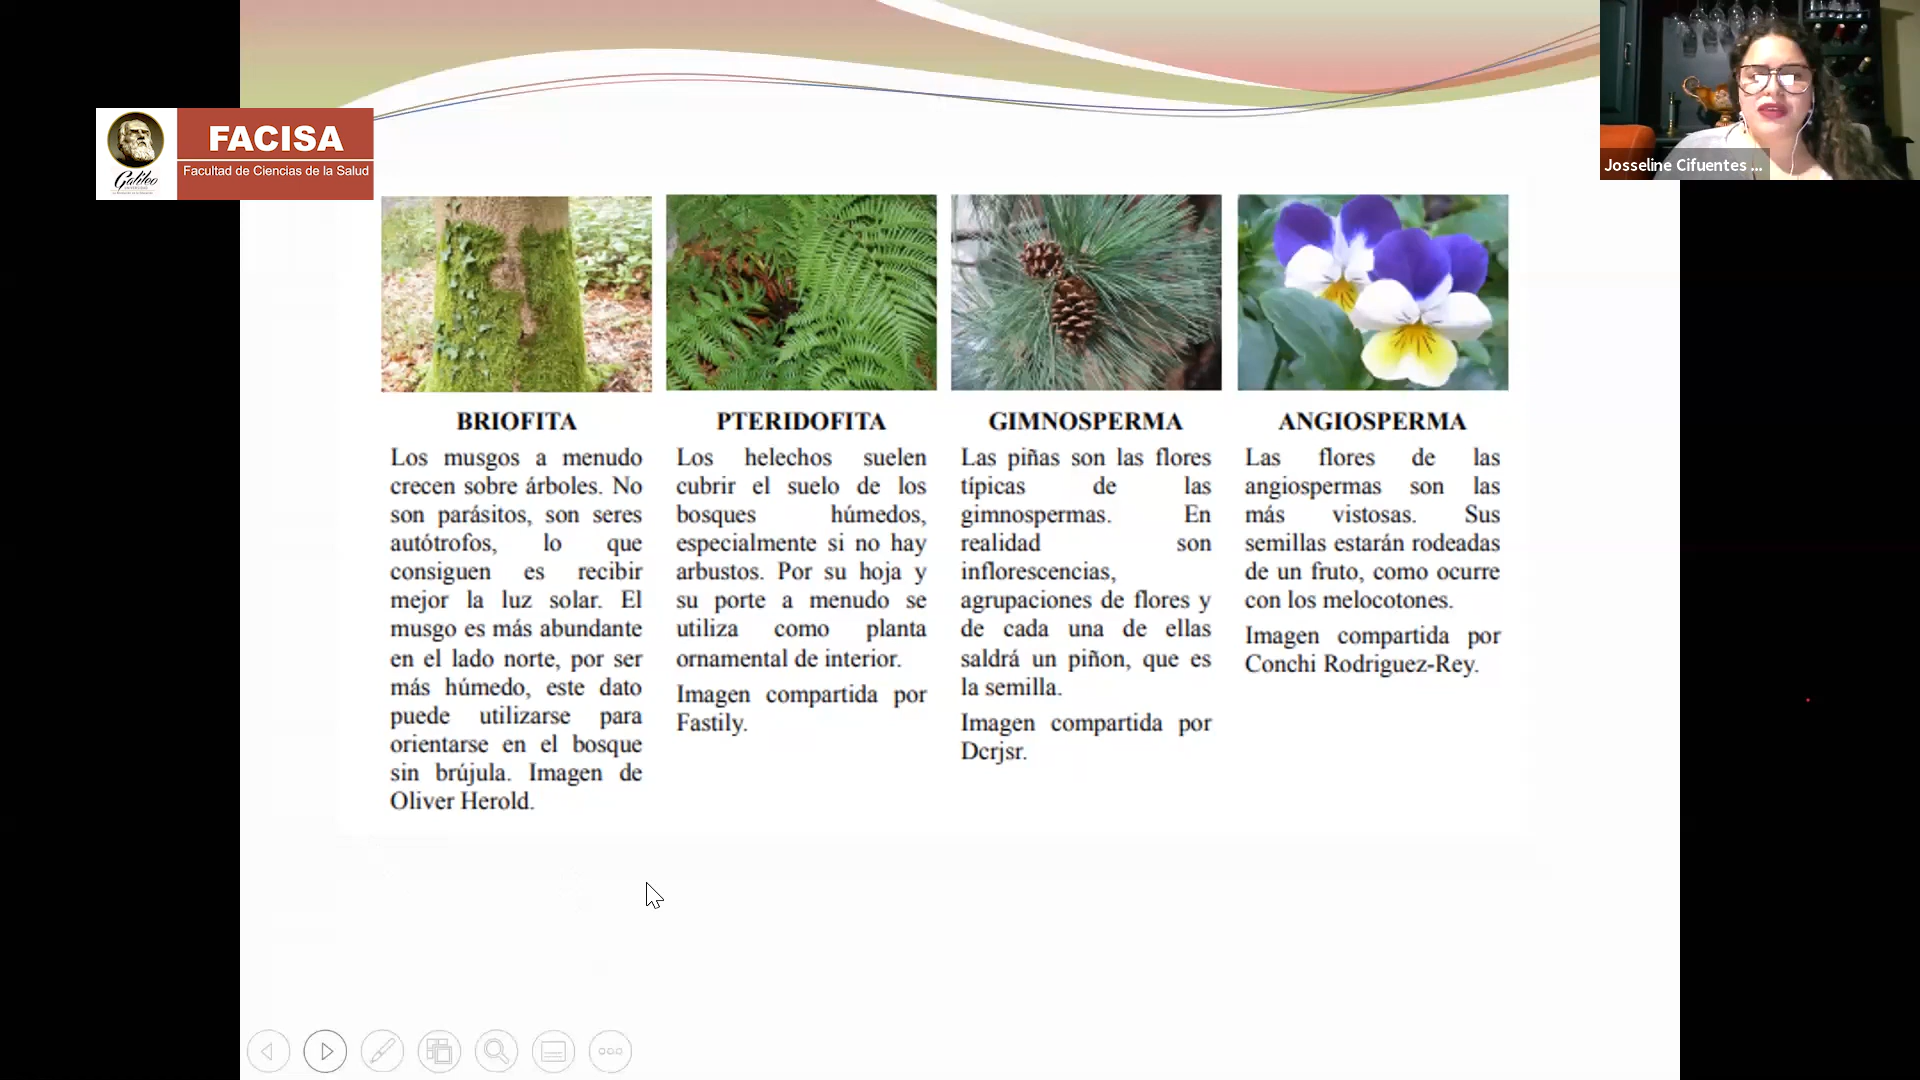 Galileo
FACISA
Facultad de Ciencias de la Salud
Josseline Cifuentes ...
BRIOFITA
Los musgos a menudo
crecen sobre árboles. No
son parásitos, son seres
autótrofos, lo que
consiguen es recibir
mejor la luz solar. El
musgo es más abundante
en el lado norte, por ser
más húmedo, este dato
puede utilizarse para
orientarse en el bosque
sin brújula. Imagen de
Oliver Herold.
PTERIDOFITA
Los helechos suelen
cubrir el suelo de los
bosques húmedos,
especialmente si no hay
arbustos. Por su hoja y
su porte a menudo se
utiliza como planta
ornamental de interior.
Imagen compartida por
Fastily.
GIMNOSPERMA
Las piñas son las flores
típicas de las
gimnospermas. En
realidad son
inflorescencias,
agrupaciones de flores y
de cada una de ellas
saldrá un piñon, que es
la semilla.
Imagen compartida por
Dcrjsr.
ANGIOSPERMA
Las flores de las
angiospermas son las
más vistosas. Sus
semillas estarán rodeadas
de un fruto, como ocurre
con los melocotones.
Imagen compartida por
Conchi Rodriguez-Rey.